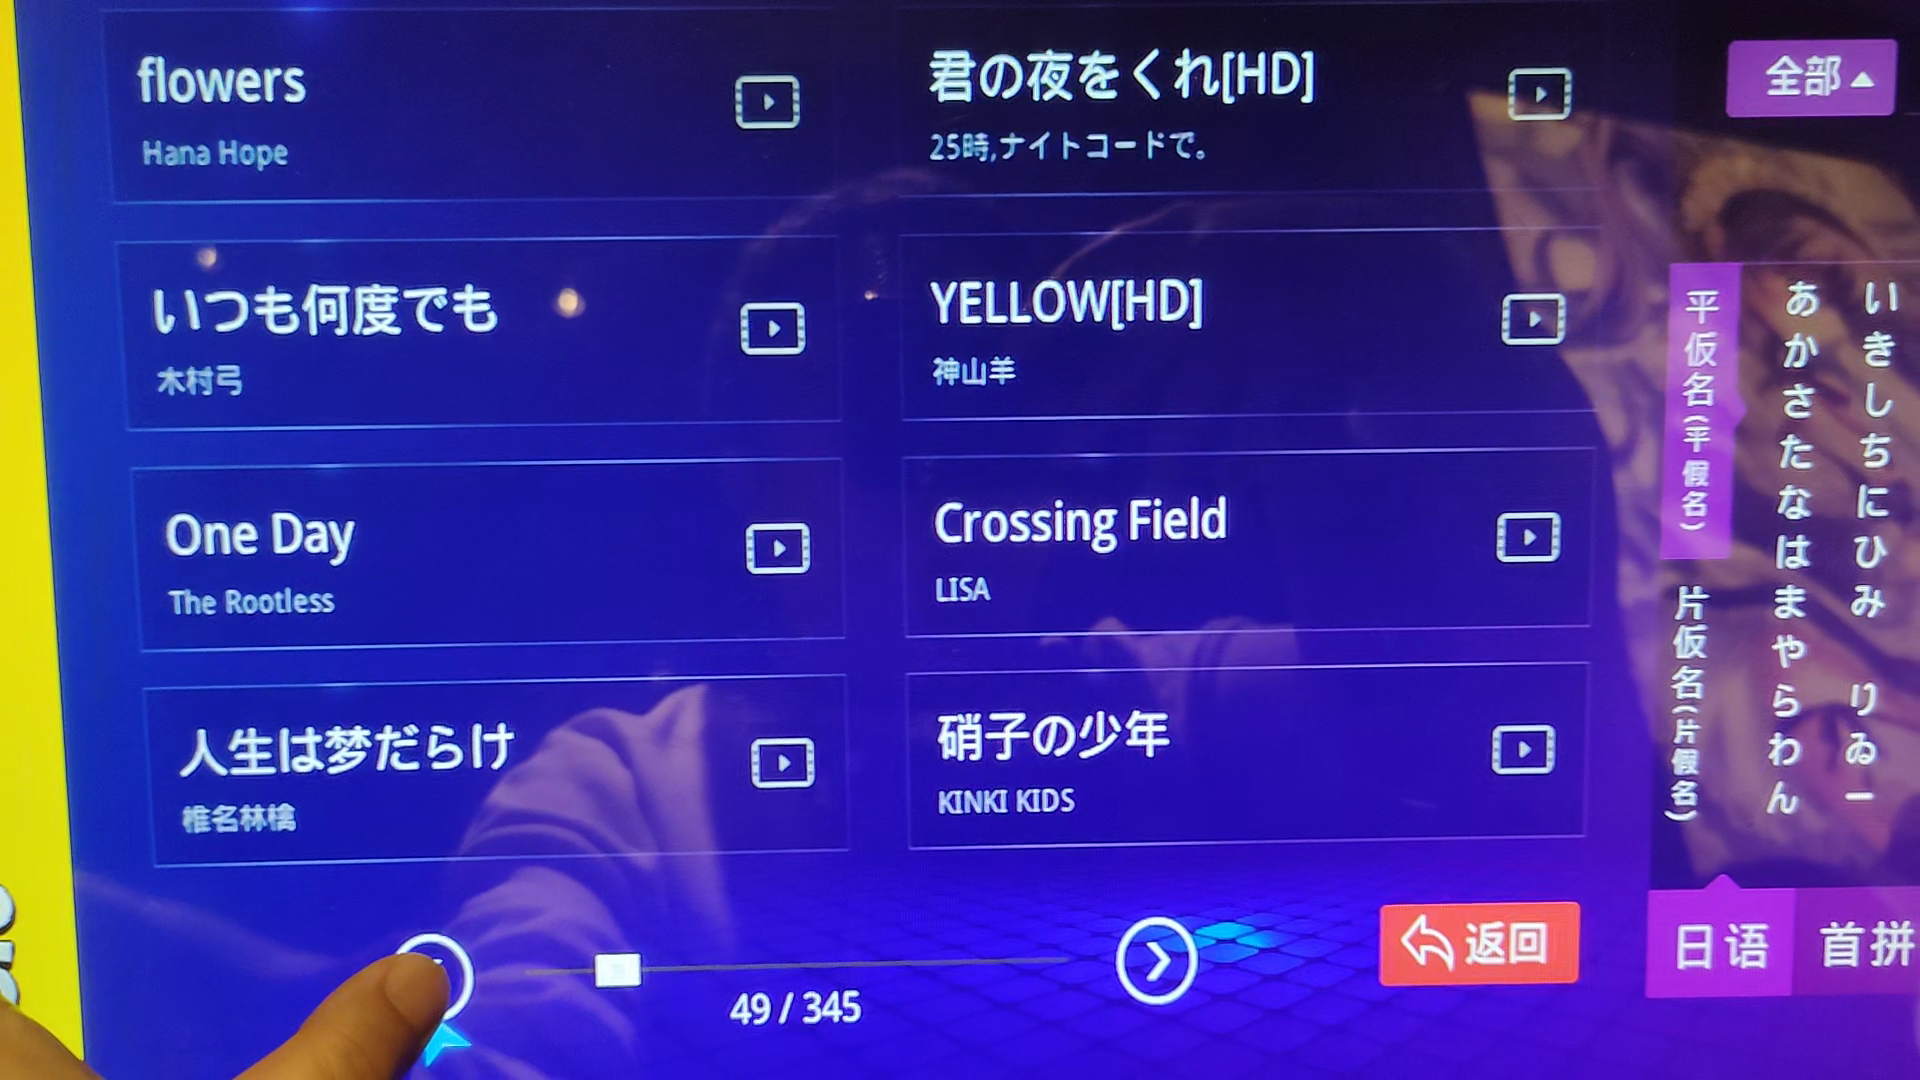 flowers
Hana Hope
君の夜をくれ[HD]
25時,ナイトコードで。
いつも何度でも
木村弓
YELLOW[HD]
神山羊
One Day
The Rootless
Crossing Field
LISA
人生は梦だらけ
椎名林檎
硝子の少年
KINKI KIDS
49 / 345
返回
全部
平仮名(平假名)
片仮名(片假名)
あかさたなはまやらわん
いきしちにひみ りゐー
日语
首拼